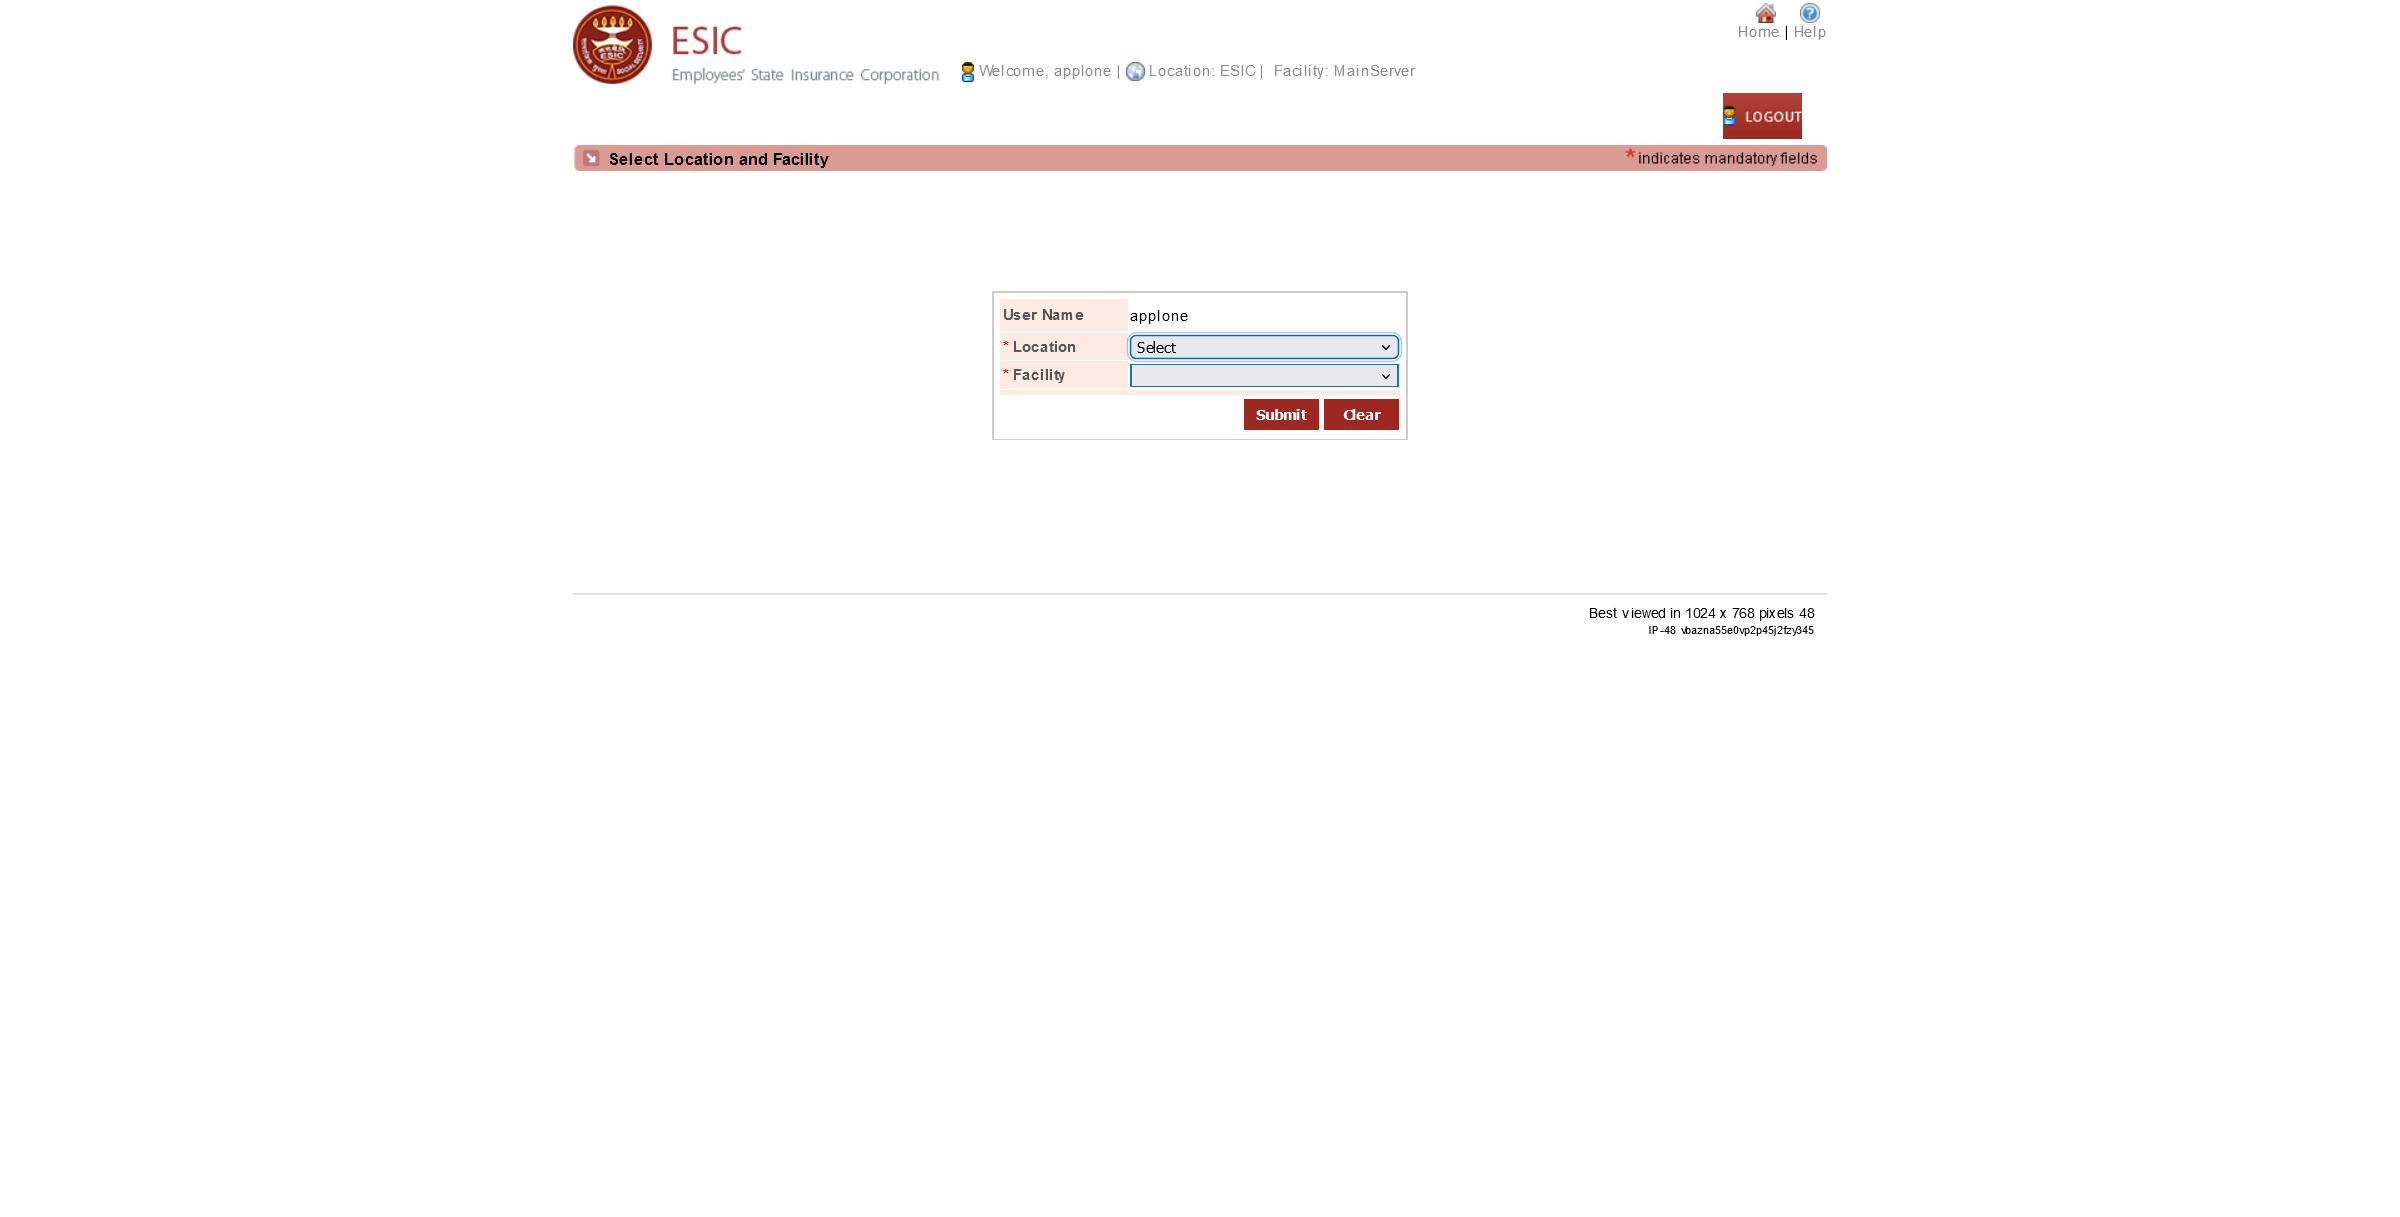 Home | Help
ESIC
Employees' State Insurance Corporation
Welcome, applone | Location: ESIC | Facility: MainServer
LOGOUT
Select Location and Facility
*indicates mandatory fields
User Name applone
* Location Select
* Facility
Submit Clear
Best viewed in 1024 x 768 pixels 48
IP-48 vbazna55e0vp2p45j2fzy345